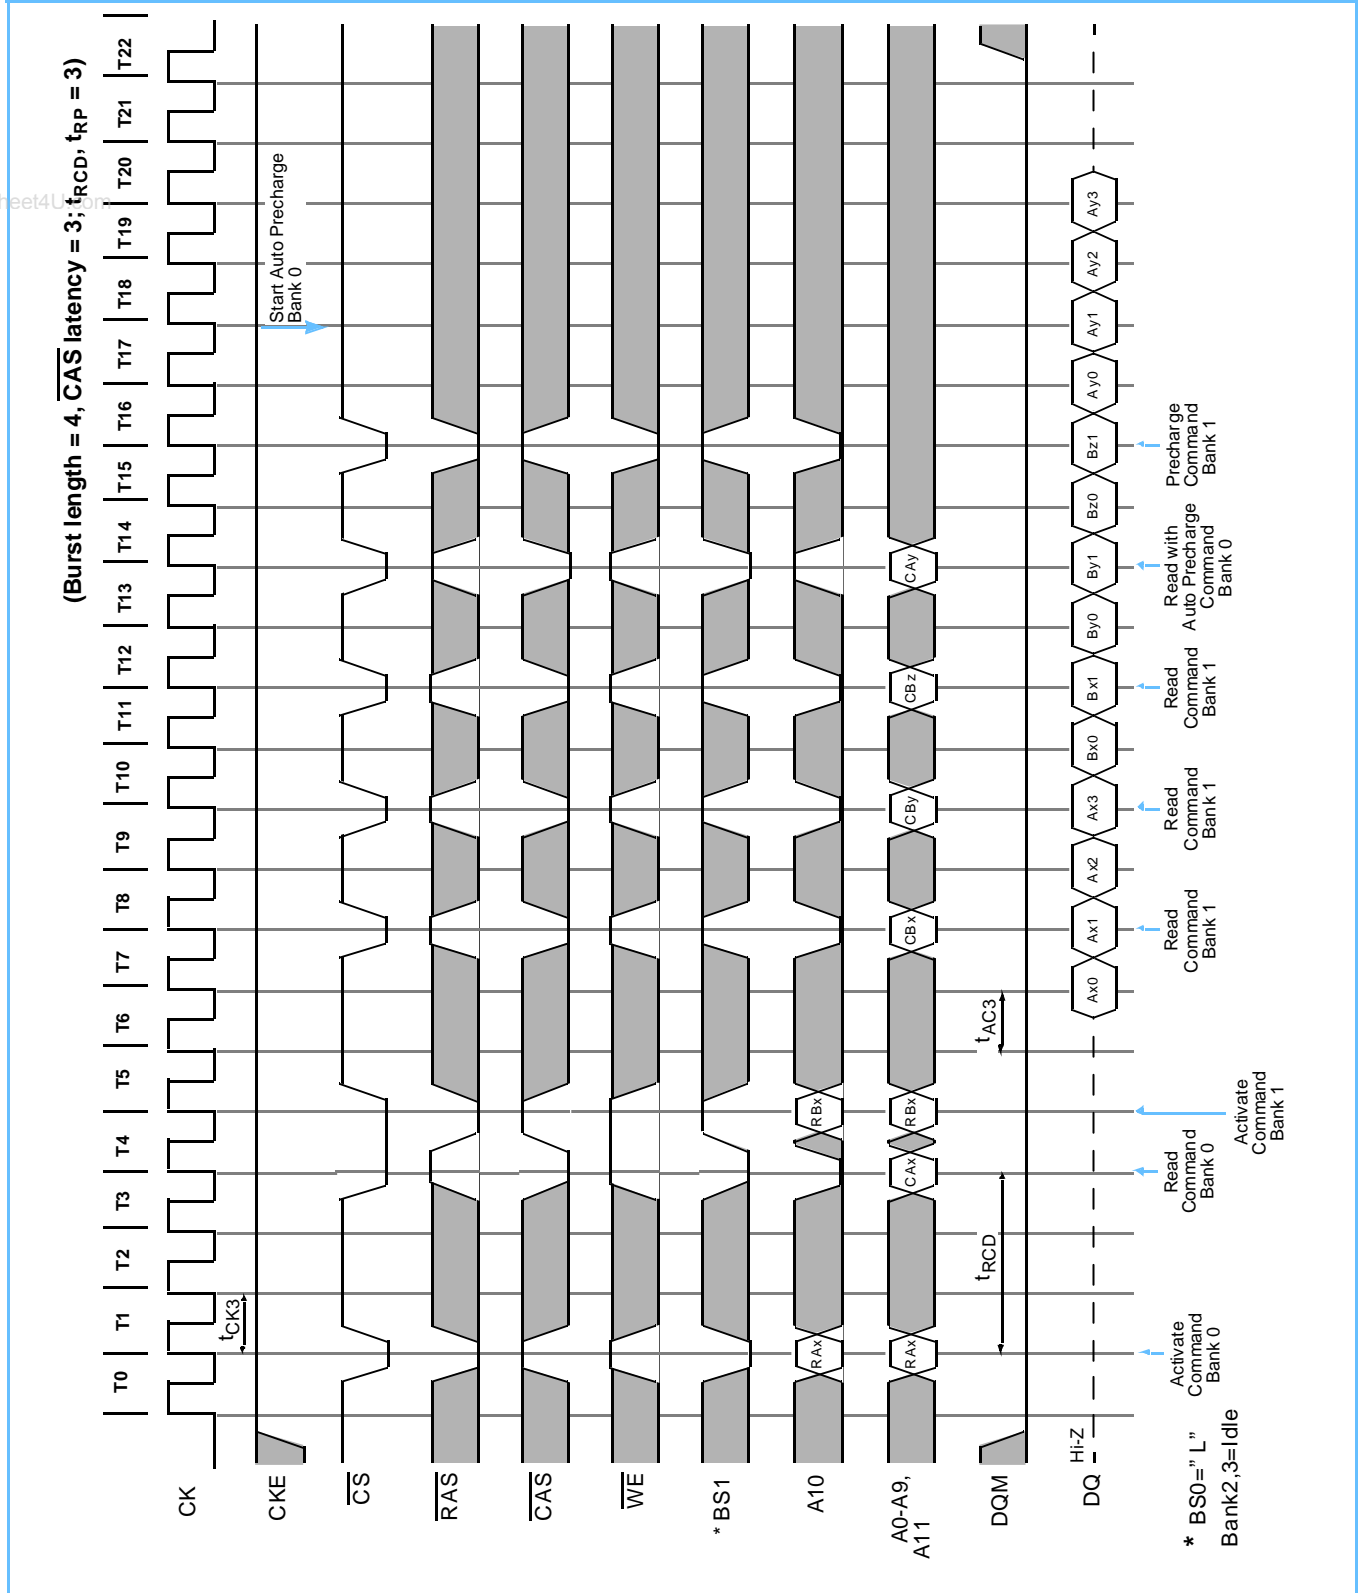 (Burst length = 4, CAS latency = 3; tRCD, tRP = 3)
T0 T1 T2 T3 T4 T5 T6 T7 T8 T9 T10 T11 T12 T13 T14 T15 T16 T17 T18 T19 T20 T21 T22
CK
tCK3
CKE
Start Auto Precharge
Bank 0
CS
RAS
CAS
WE
* BS1
A10
RAx RBx
A0-A9,
A11
RAx CAx RBx CBx CBy CBz CAy
DQM
tRCD
tAC3
DQ
Hi-Z
Ax0 Ax1 Ax2 Ax3 Bx0 Bx1 By0 By1 Bz0 Bz1 Ay0 Ay1 Ay2 Ay3
Activate
Command
Bank 0
Read
Command
Bank 0
Activate
Command
Bank 1
Read
Command
Bank 1
Read
Command
Bank 1
Read
Command
Bank 1
Read with
Auto Precharge
Command
Bank 0
Precharge
Command
Bank 1
* BS0=” L”
Bank2,3=Idle
heet4U.com